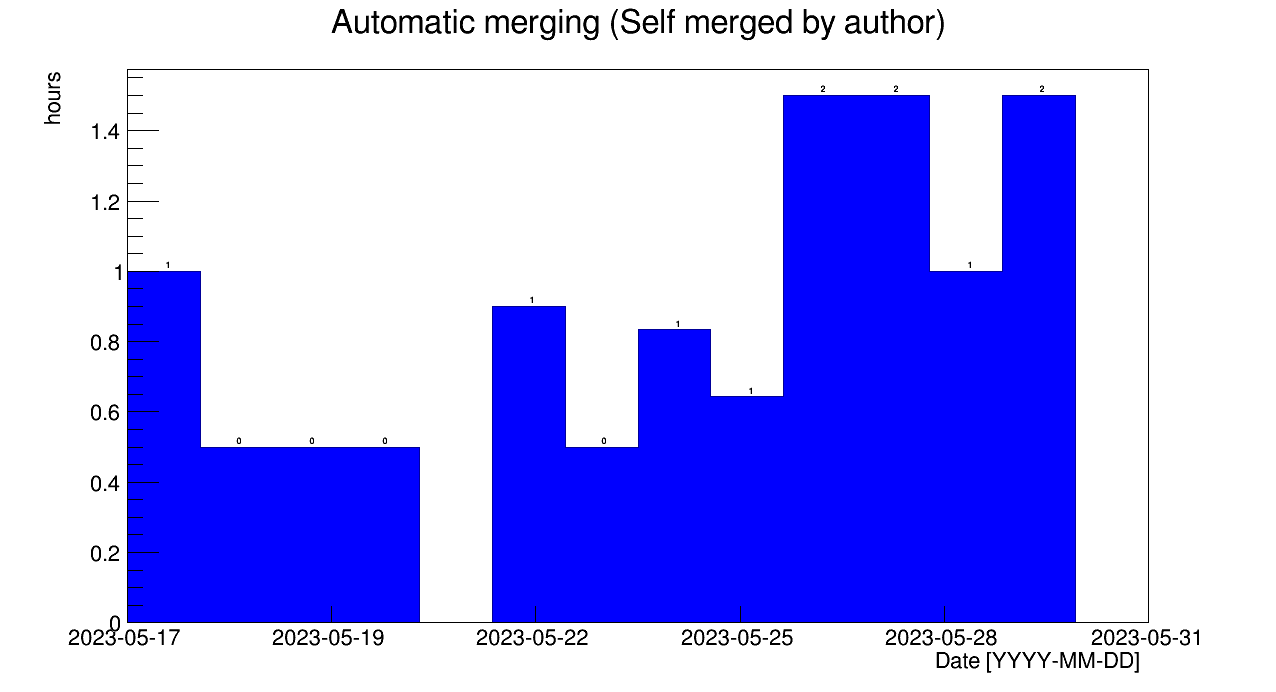 Automatic merging (Self merged by author)
hours
1.4
1.2
1
0.8
0.6
0.4
0.2
0
1 0 0 0 1 0 1 1 2 2 1 2
2023-05-17 2023-05-19 2023-05-22 2023-05-25 2023-05-28 2023-05-31
Date [YYYY-MM-DD]